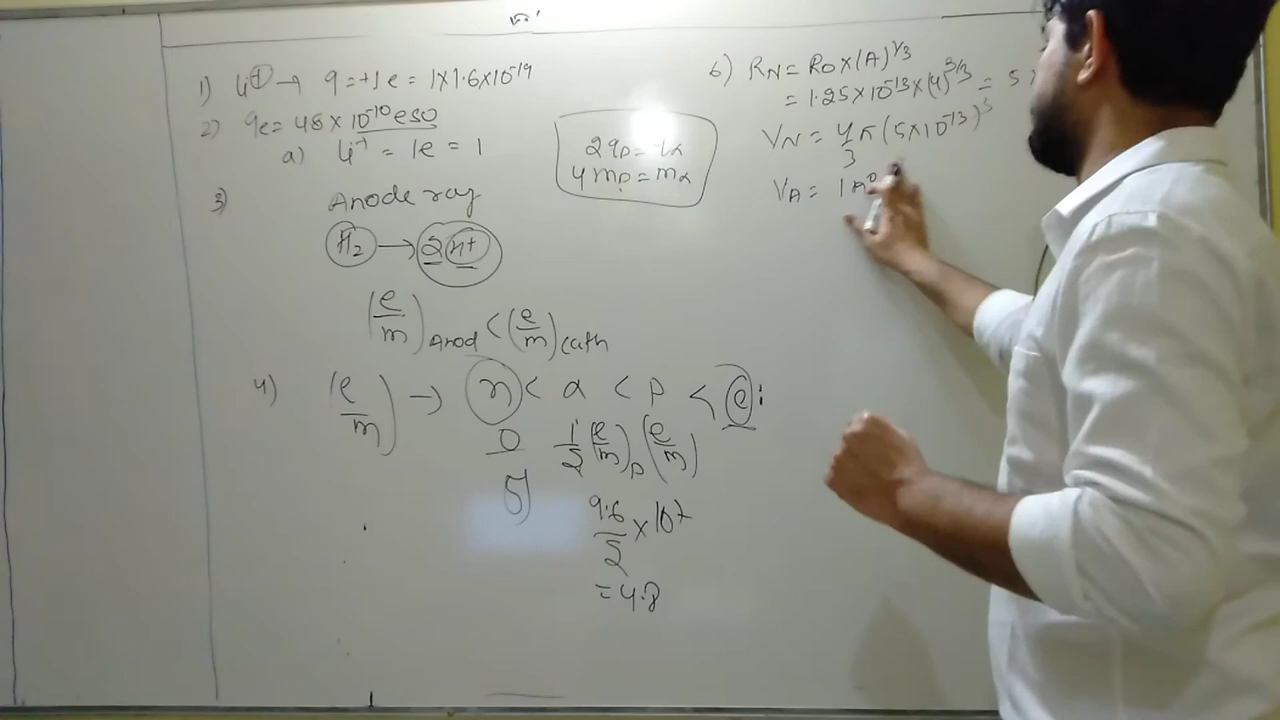 1) Li⁺ → q = +1e = 1×1.6×10⁻¹⁹
2) qe = 48 × 10⁻¹⁰ esu
a) Li⁺ = 1e = 1
2qp = qα
4mp = mα
3) Anode ray
H₂ → 2H⁺
(e/m)Anod < (e/m)Cath
4) (e/m) → n < α < p < e
0 1/2(e/m)p (e/m)
5)
9.6/2 × 10⁷
= 4.8
6) RN = R0 × (A)^1/3
= 1.25 × 10⁻¹³ × (4)^3/3 = 5
VN = 4/3 π (5×10⁻¹³)³
VA = 1A⁰